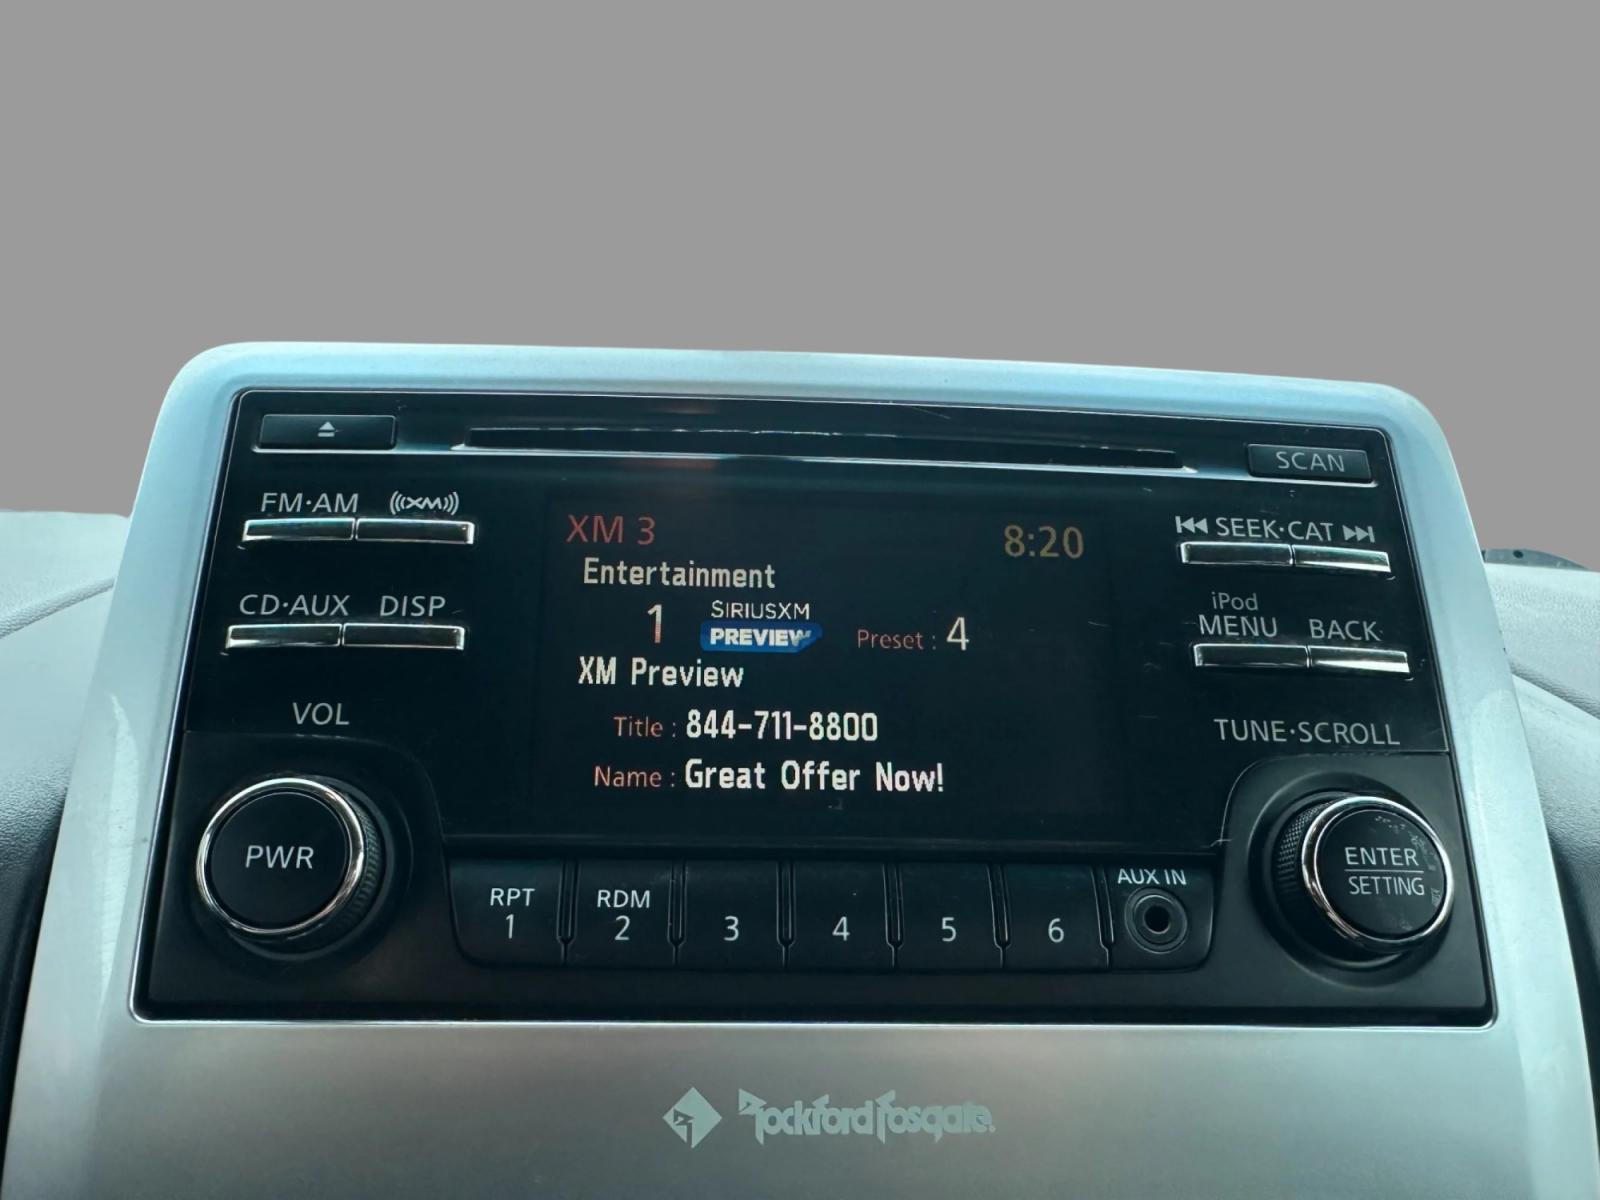 SCAN
FM·AM
XM
SEEK·CAT
CD·AUX
DISP
iPod
MENU
BACK
XM 3
8:20
Entertainment
1
SIRIUSXM
PREVIEW
Preset : 4
XM Preview
Title : 844-711-8800
Name : Great Offer Now!
VOL
PWR
TUNE·SCROLL
ENTER
SETTING
RPT
1
RDM
2
3
4
5
6
AUX IN
Rockford Fosgate